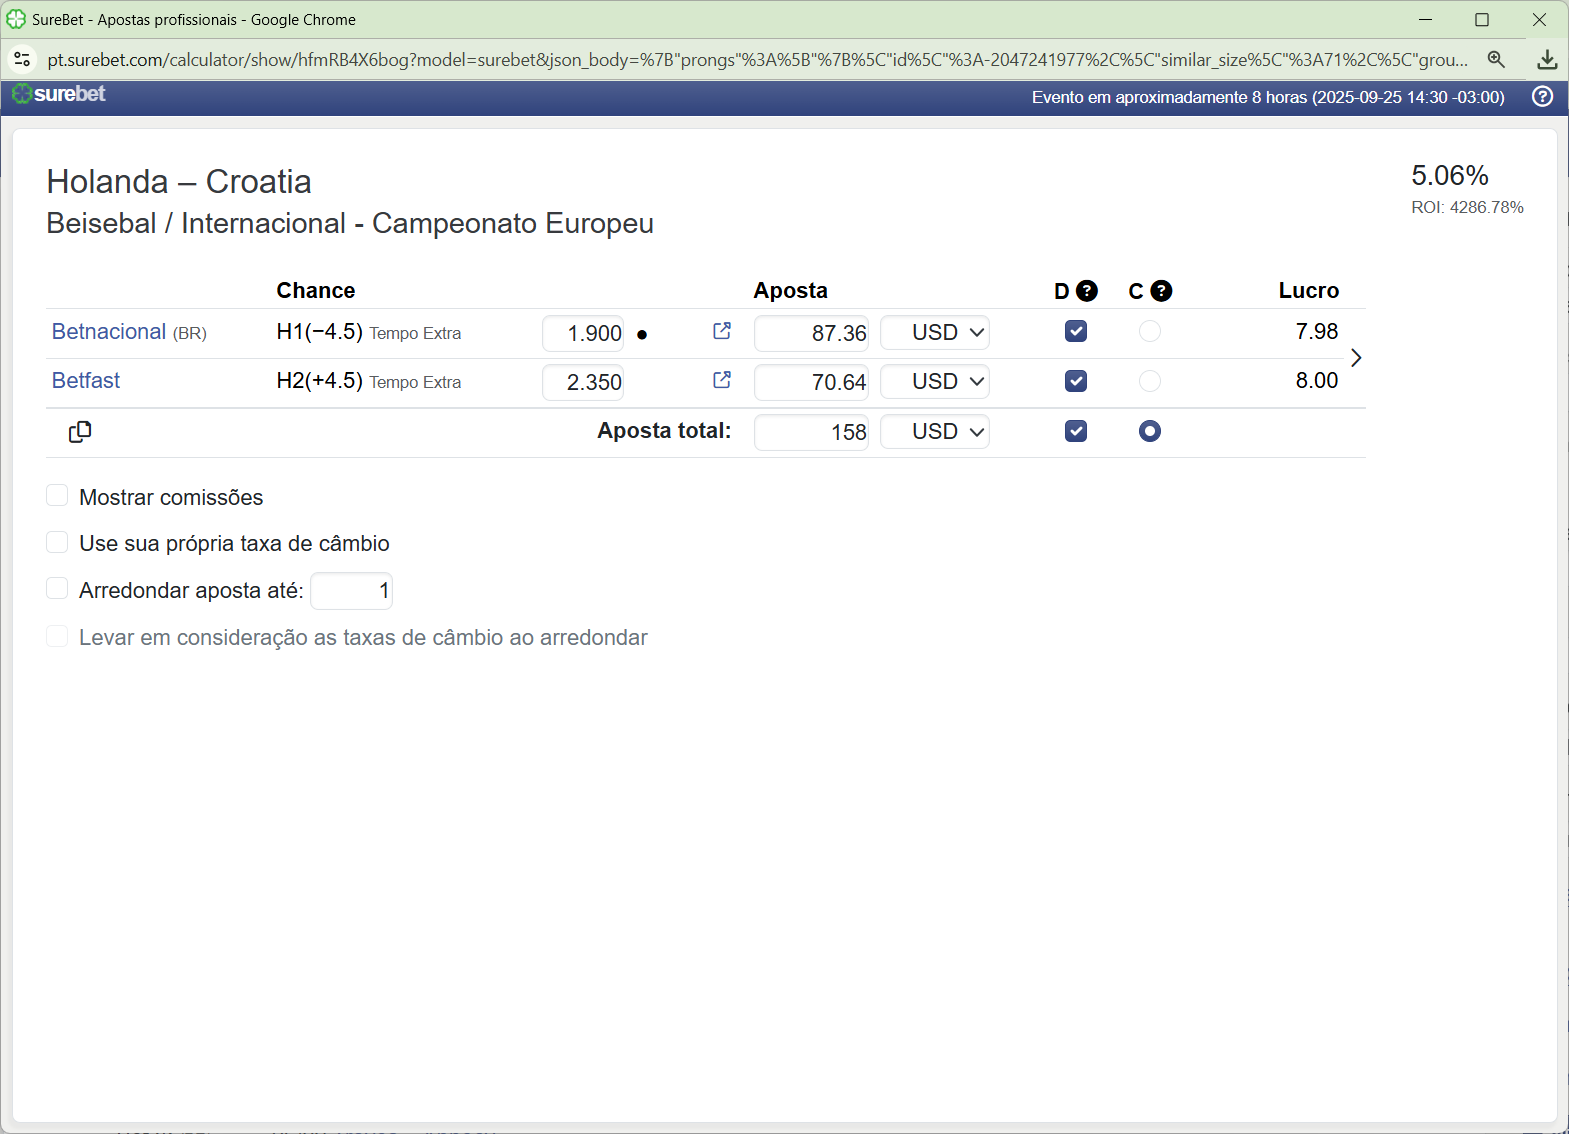 SureBet - Apostas profissionais - Google Chrome
pt.surebet.com/calculator/show/hfmRB4X6bog?model=surebet&json_body=%7B"prongs"%3A%5B"%7B%5C"id%5C"%3A-2047241977%2C%5C"similar_size%5C"%3A71%2C%5C"grou...
surebet
Evento em aproximadamente 8 horas (2025-09-25 14:30 -03:00)
Holanda – Croatia
5.06%
Beisebal / Internacional - Campeonato Europeu
ROI: 4286.78%
Chance Aposta D C Lucro
Betnacional (BR) H1(−4.5) Tempo Extra 1.900 87.36 USD 7.98
Betfast H2(+4.5) Tempo Extra 2.350 70.64 USD 8.00
Aposta total: 158 USD
Mostrar comissões
Use sua própria taxa de câmbio
Arredondar aposta até: 1
Levar em consideração as taxas de câmbio ao arredondar